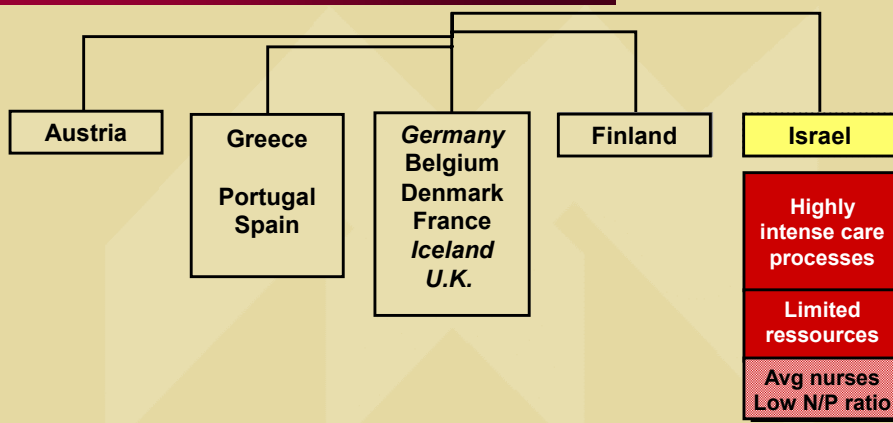 Austria
Greece
Portugal
Spain
Germany
Belgium
Denmark
France
Iceland
U.K.
Finland
Israel
Highly
intense care
processes
Limited
ressources
Avg nurses
Low N/P ratio